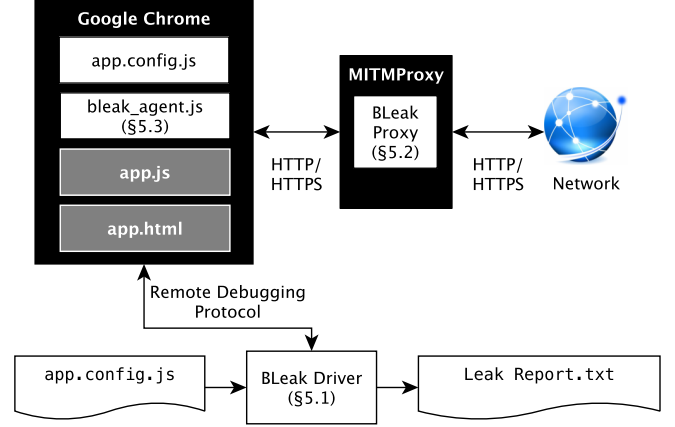 Google Chrome
app.config.js
bleak_agent.js
(§5.3)
app.js
app.html
HTTP/
HTTPS
MITMProxy
BLeak
Proxy
(§5.2)
HTTP/
HTTPS
Network
Remote Debugging
Protocol
app.config.js
BLeak Driver
(§5.1)
Leak Report.txt